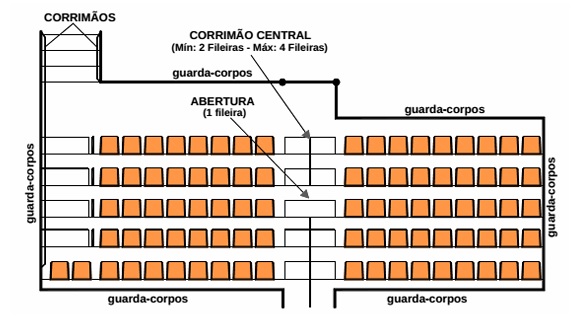 CORRIMÃOS
CORRIMÃO CENTRAL
(Mín: 2 Fileiras - Máx: 4 Fileiras)
guarda-corpos
ABERTURA
(1 fileira)
guarda-corpos
guarda-corpos
guarda-corpos
guarda-corpos
guarda-corpos